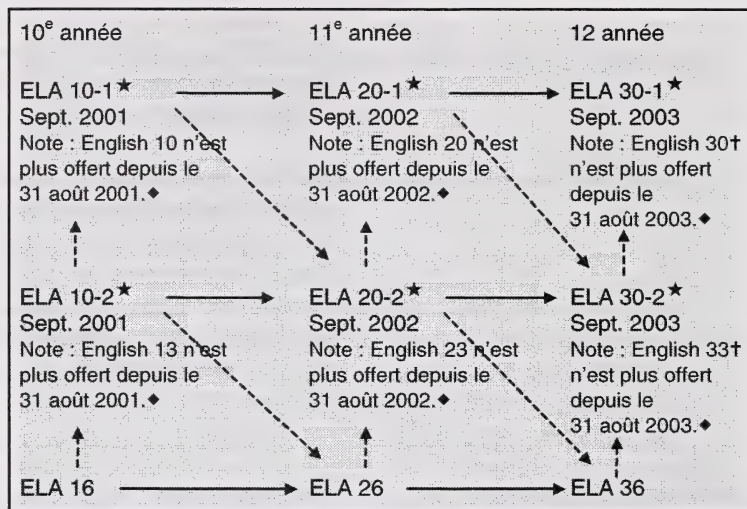 10e année
11e année
12 année
ELA 10-1★
Sept. 2001
Note : English 10 n'est
plus offert depuis le
31 août 2001.◆
ELA 20-1★
Sept. 2002
Note : English 20 n'est
plus offert depuis le
31 août 2002.◆
ELA 30-1★
Sept. 2003
Note : English 30†
n'est plus offert
depuis le
31 août 2003.◆
ELA 10-2★
Sept. 2001
Note : English 13 n'est
plus offert depuis le
31 août 2001.◆
ELA 20-2★
Sept. 2002
Note : English 23 n'est
plus offert depuis le
31 août 2002.◆
ELA 30-2★
Sept. 2003
Note : English 33†
n'est plus offert
depuis le
31 août 2003.◆
ELA 16
ELA 26
ELA 36